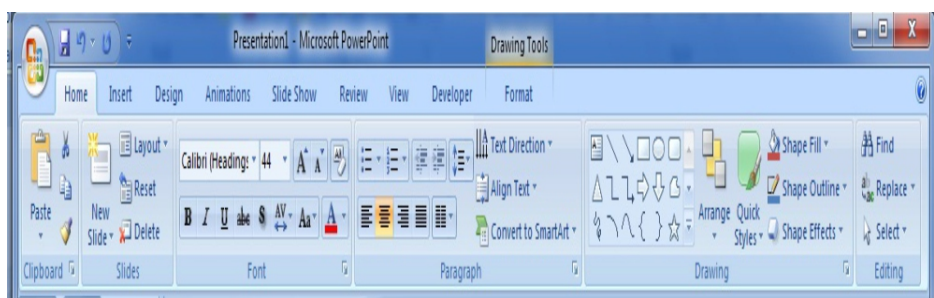 Presentation1 - Microsoft PowerPoint
Drawing Tools
Home Insert Design Animations Slide Show Review View Developer Format
Paste
New Slide
Layout
Reset
Delete
Calibri (Headings 44 A A
B I U abc S AV Aa A
Text Direction
Align Text
Convert to SmartArt
Arrange
Quick Styles
Shape Fill
Shape Outline
Shape Effects
Find
Replace
Select
Clipboard Slides Font Paragraph Drawing Editing